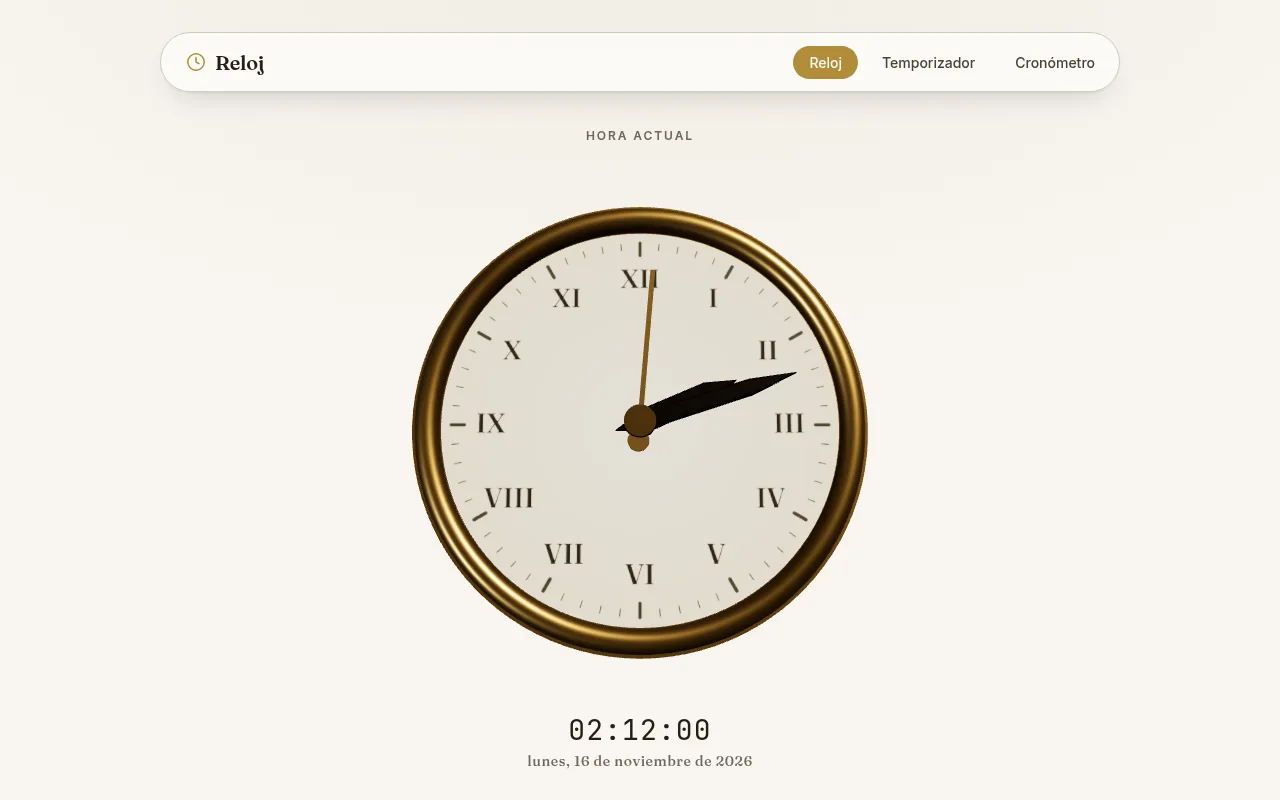 Reloj
Reloj Temporizador Cronómetro
HORA ACTUAL
XII
XI I
X II
IX III
VIII IV
VII V
VI
02:12:00
lunes, 16 de noviembre de 2026